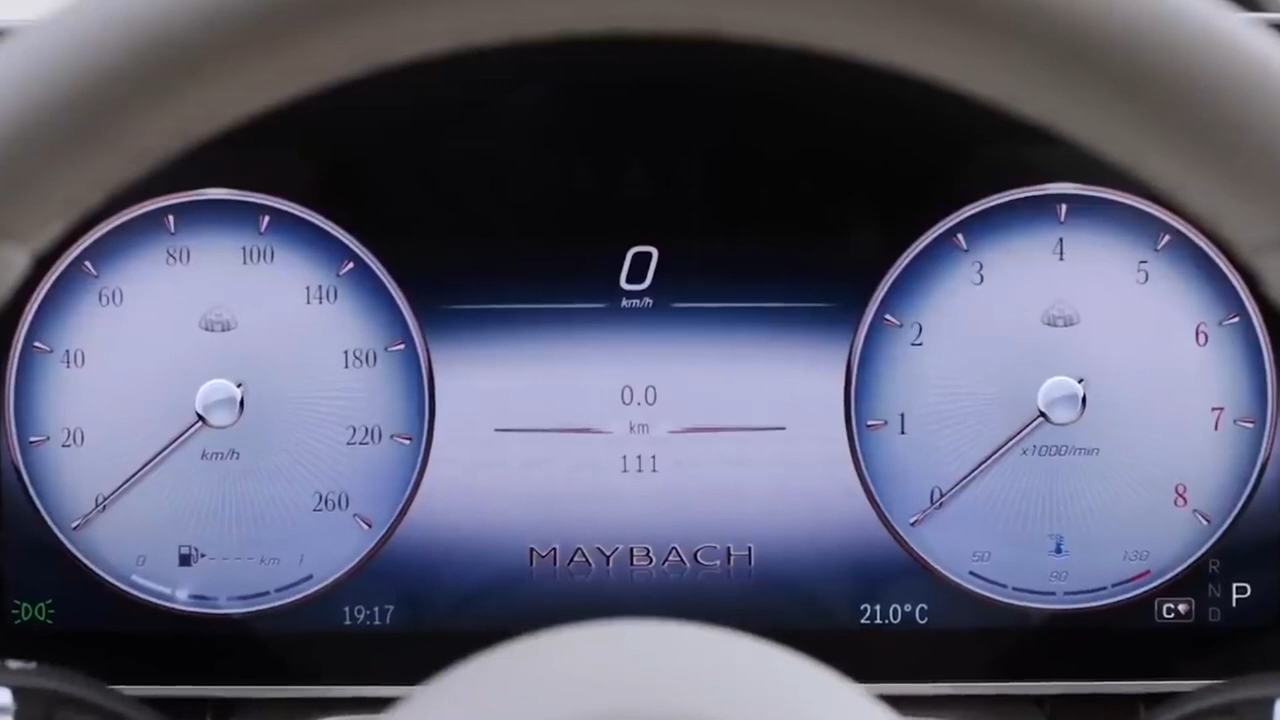 0
km/h
80 100
60 140
40 180
20 220
0 260
km/h
0 ---- km 1
19:17
0.0
km
111
MAYBACH
4
3 5
2 6
1 7
0 8
x1000/min
50 90 130
°C
21.0°C
C
R
N
D
P